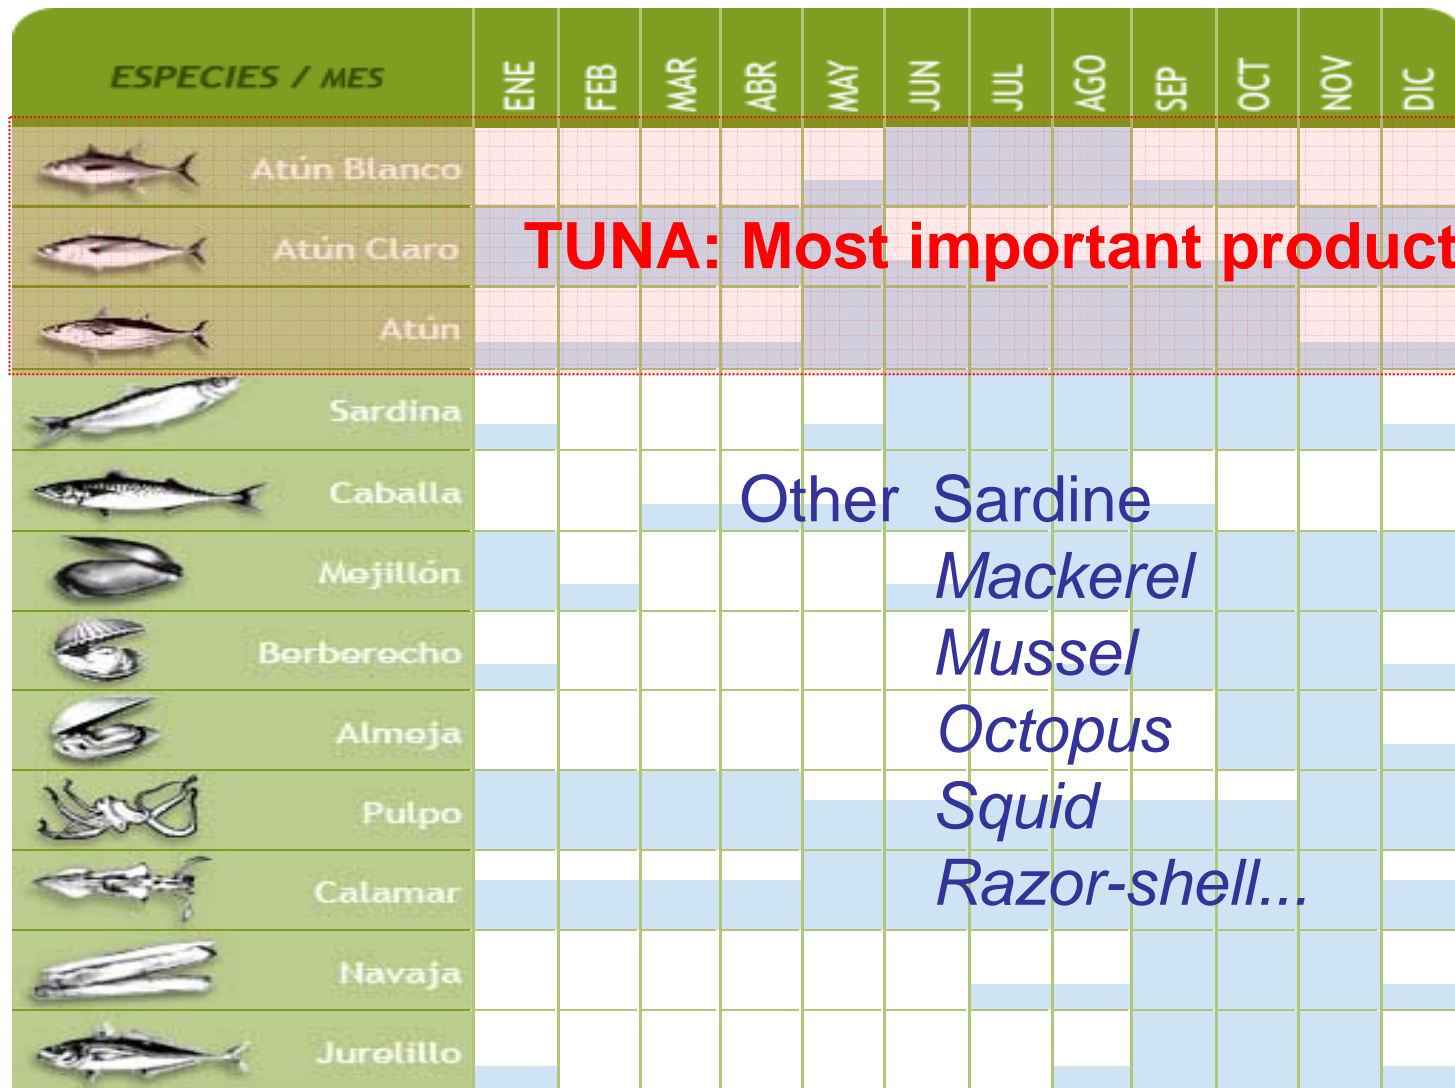 ESPECIES / MES ENE FEB MAR ABR MAY JUN JUL AGO SEP OCT NOV DIC
Atún Blanco
Atún Claro
TUNA: Most important product
Atún
Sardina
Caballa
Other Sardine
Mejillón
Mackerel
Berberecho
Mussel
Almeja
Octopus
Pulpo
Squid
Calamar
Razor-shell...
Navaja
Jurelillo